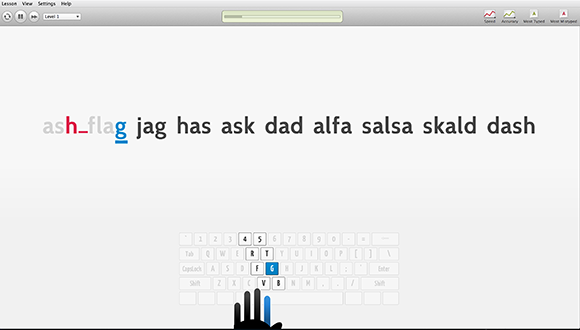 Lesson View Settings Help
Level 1
Speed Accuracy Most Typed Most Mistyped
ash_flag jag has ask dad alfa salsa skald dash
` 1 2 3 4 5 6 7 8 9 0 - =
Tab Q W E R T Y U I O P [ ] \
CapsLock A S D F G H J K L ; ' Enter
Shift Z X C V B N M , . / Shift